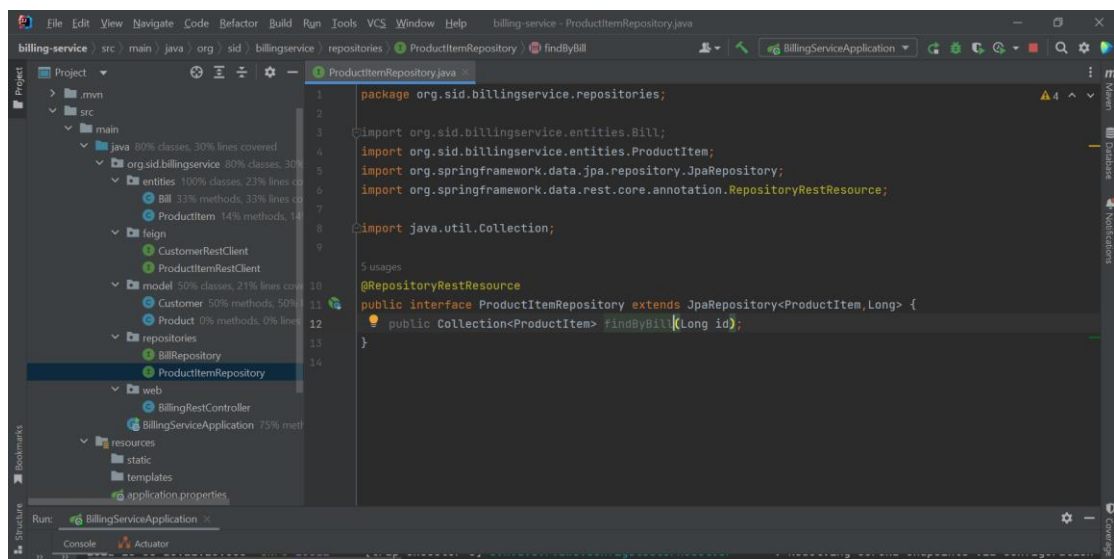 File Edit View Navigate Code Refactor Build Run Tools VCS Window Help billing-service - ProductItemRepository.java
billing-service src main java org sid billingservice repositories ProductItemRepository findByBill BillingServiceApplication
Project
ProductItemRepository.java
.mvn
src
main
java 80% classes, 30% lines covered
org.sid.billingservice 80% classes, 30%
entities 100% classes, 23% lines co
Bill 33% methods, 33% lines co
ProductItem 14% methods, 14%
feign
CustomerRestClient
ProductItemRestClient
model 50% classes, 21% lines cov
Customer 50% methods, 50%
Product 0% methods, 0% lines
repositories
BillRepository
ProductItemRepository
web
BillingRestController
BillingServiceApplication 75% meth
resources
static
templates
application.properties
1 package org.sid.billingservice.repositories;
2
3 import org.sid.billingservice.entities.Bill;
4 import org.sid.billingservice.entities.ProductItem;
5 import org.springframework.data.jpa.repository.JpaRepository;
6 import org.springframework.data.rest.core.annotation.RepositoryRestResource;
7
8 import java.util.Collection;
9
5 usages
10 @RepositoryRestResource
11 public interface ProductItemRepository extends JpaRepository<ProductItem,Long> {
12 public Collection<ProductItem> findByBill(Long id);
13 }
14
4
Project
Bookmarks
Structure
Maven
Database
Notifications
Coverage
Run: BillingServiceApplication
Console Actuator